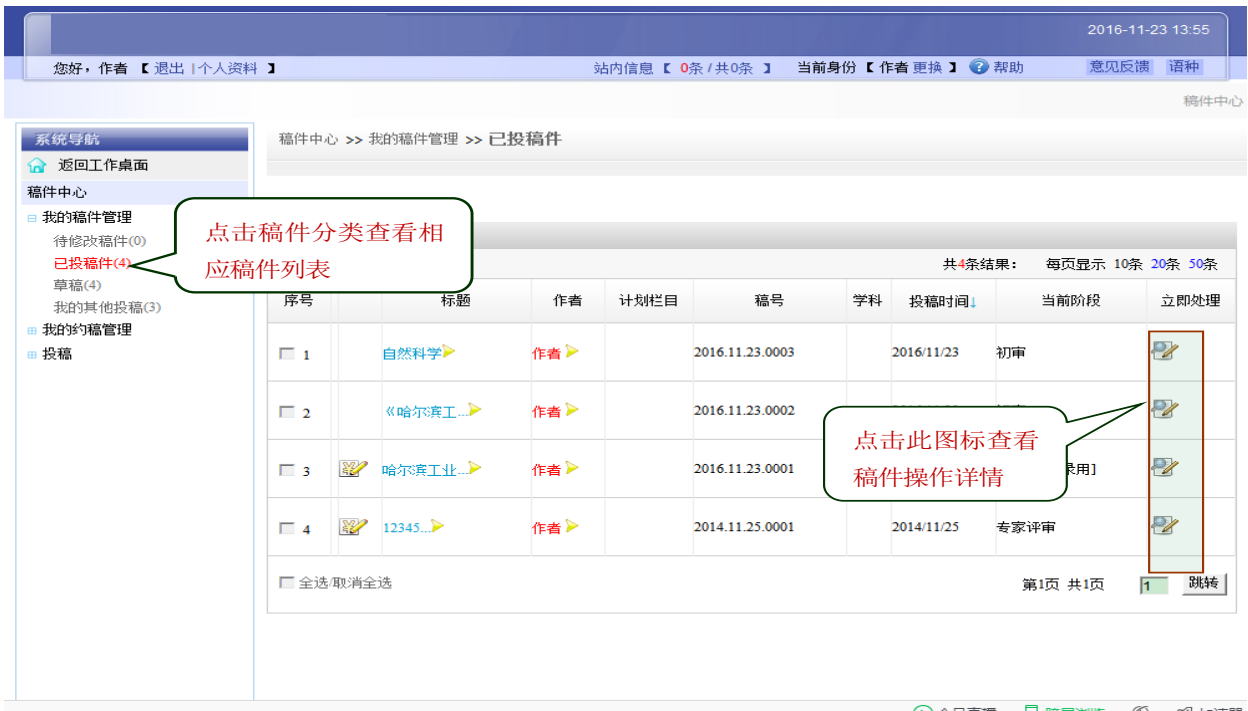 2016-11-23 13:55
您好，作者 【 退出 | 个人资料 】 站内信息 【 0条 / 共0条 】 当前身份 【 作者 更换 】 帮助 意见反馈 语种
稿件中心
系统导航
返回工作桌面
稿件中心
我的稿件管理
待修改稿件(0)
已投稿件(4)
草稿(4)
我的其他投稿(3)
我的约稿管理
投稿
点击稿件分类查看相
应稿件列表
稿件中心 >> 我的稿件管理 >> 已投稿件
共4条结果： 每页显示 10条 20条 50条
序号 标题 作者 计划栏目 稿号 学科 投稿时间↓ 当前阶段 立即处理
1 自然科学 作者 2016.11.23.0003 2016/11/23 初审
2 《哈尔滨工... 作者 2016.11.23.0002
3 哈尔滨工业... 作者 2016.11.23.0001 录用]
4 12345... 作者 2014.11.25.0001 2014/11/25 专家评审
点击此图标查看
稿件操作详情
全选/取消全选 第1页 共1页 1 跳转